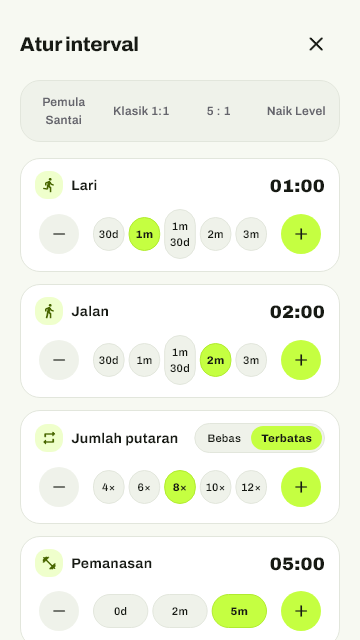 Atur interval
Pemula
Santai
Klasik 1:1
5 : 1
Naik Level
Lari
01:00
30d
1m
1m
30d
2m
3m
Jalan
02:00
30d
1m
1m
30d
2m
3m
Jumlah putaran
Bebas
Terbatas
4×
6×
8×
10×
12×
Pemanasan
05:00
0d
2m
5m